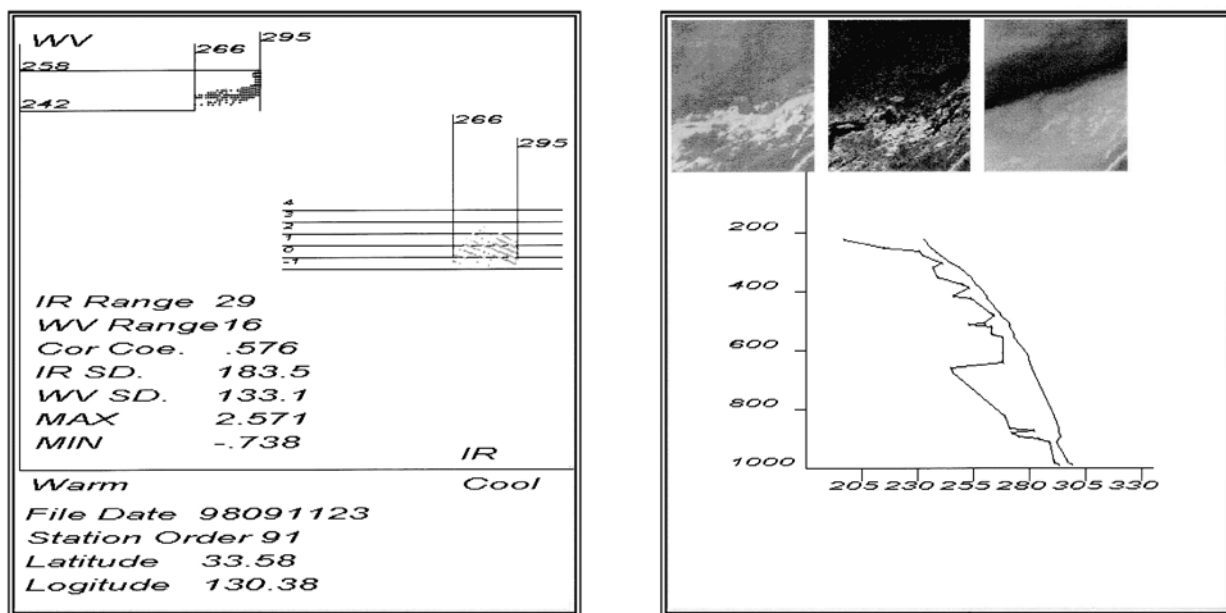 WV
266
295
258
242
266
295
4
3
2
1
0
-1
IR Range 29
WV Range16
Cor Coe. .576
IR SD. 183.5
WV SD. 133.1
MAX 2.571
MIN -.738
IR
Warm Cool
File Date 98091123
Station Order 91
Latitude 33.58
Logitude 130.38
200
400
600
800
1000
205 230 255 280 305 330